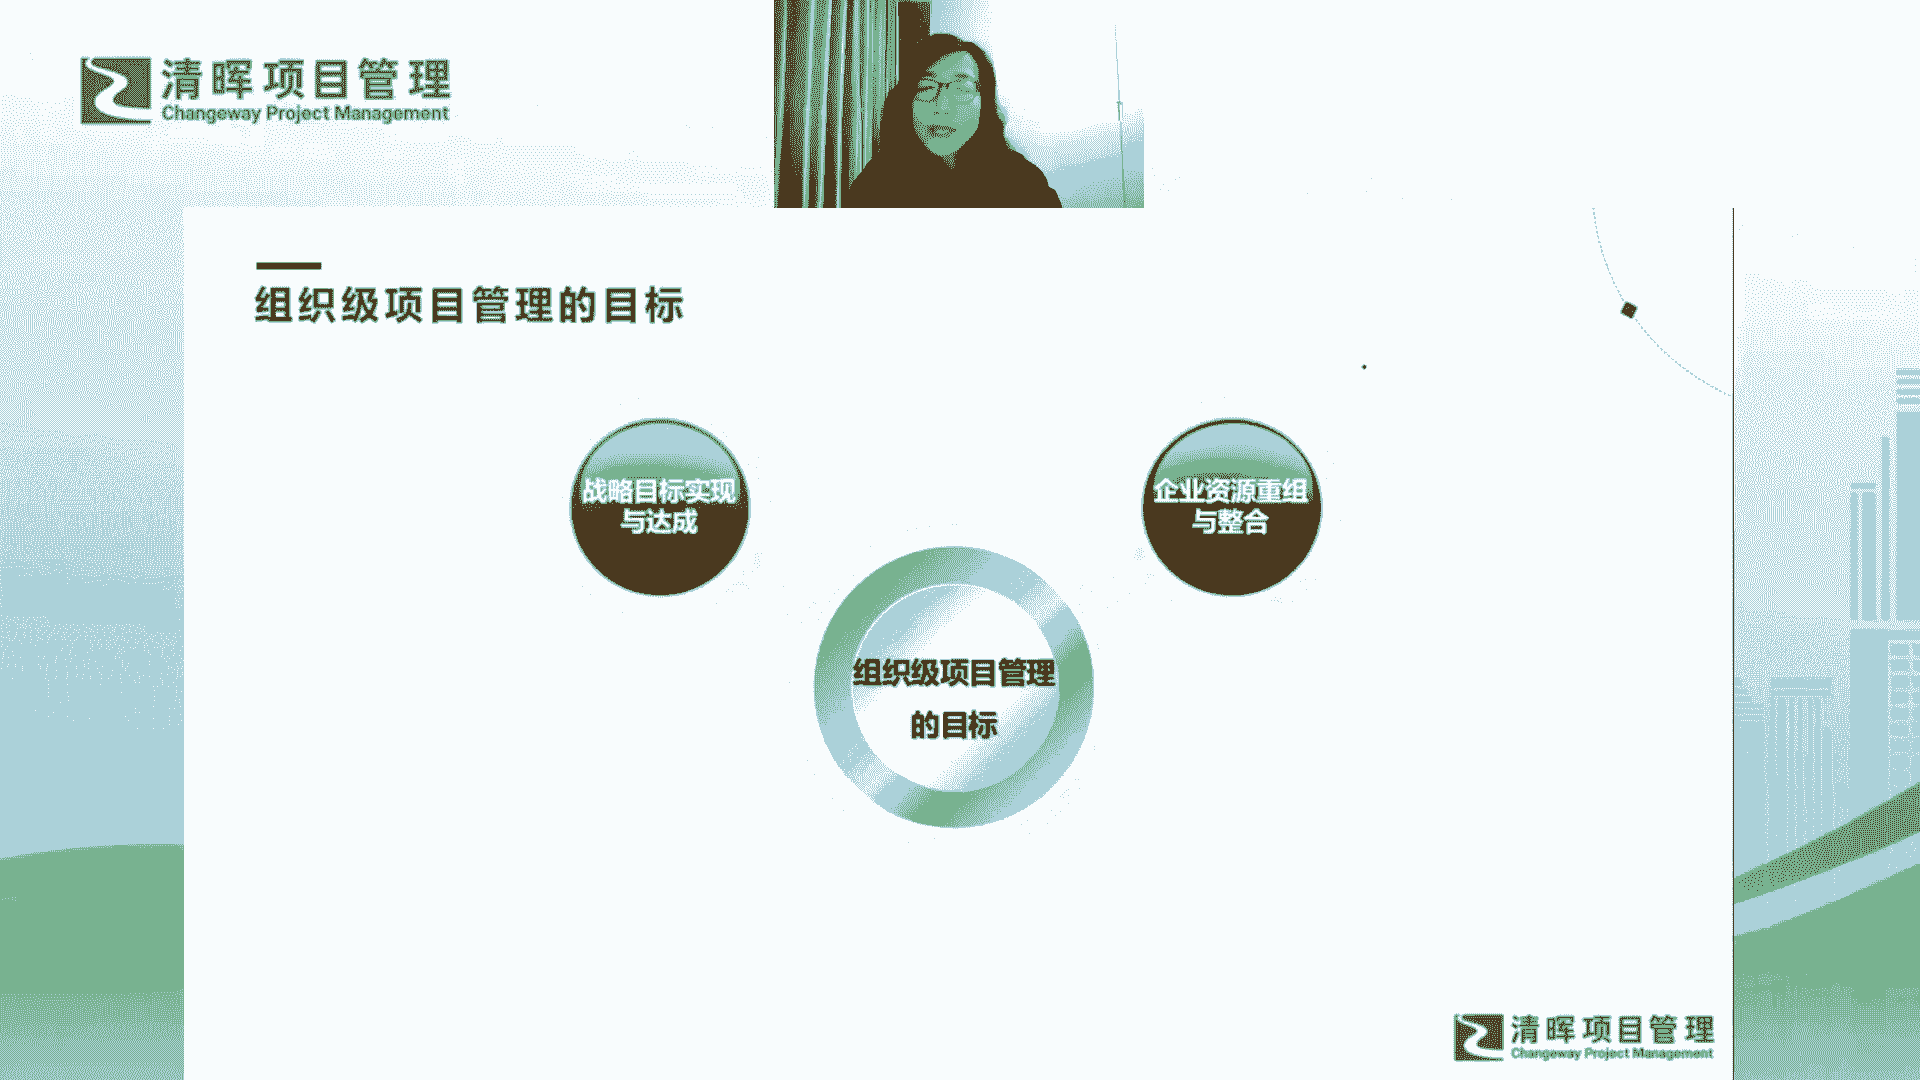 清晖项目管理
Changeway Project Management
组织级项目管理的目标
战略目标实现
与达成
企业资源重组
与整合
组织级项目管理
的目标
清晖项目管理
Changeway Project Management